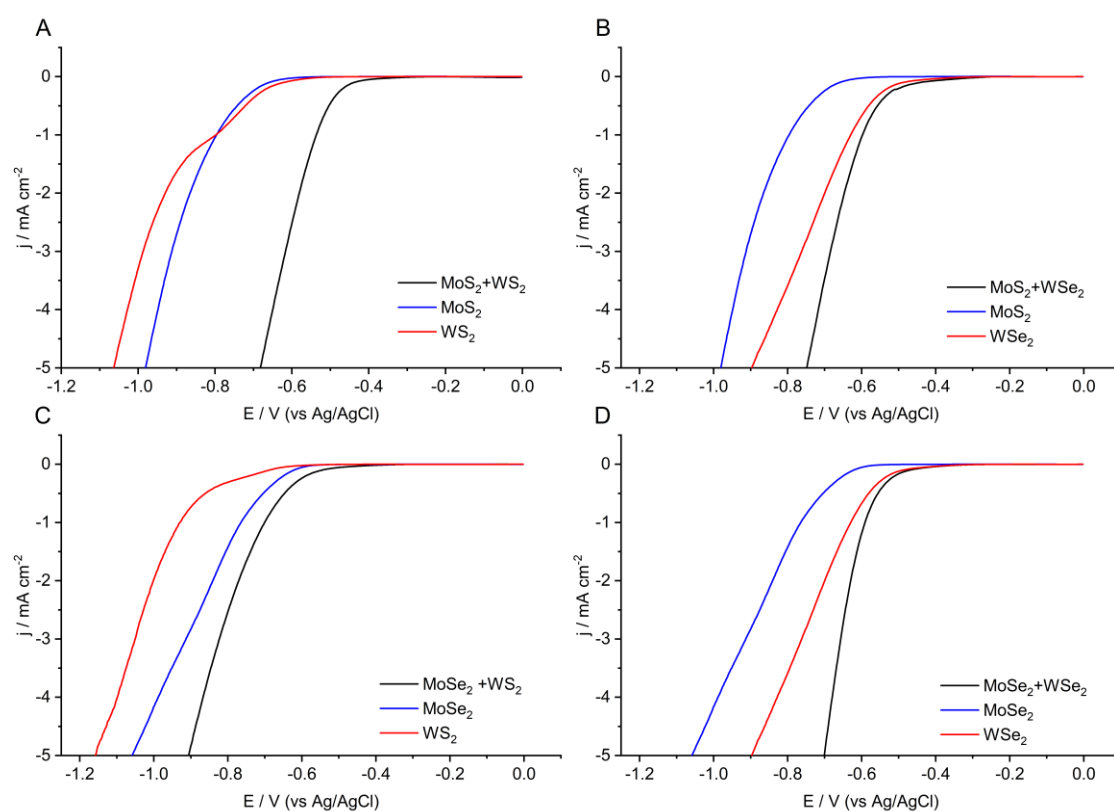 A
0
-1
-2
-3
-4
-5
j / mA cm⁻²
MoS₂+WS₂
MoS₂
WS₂
-1.2 -1.0 -0.8 -0.6 -0.4 -0.2 0.0
E / V (vs Ag/AgCl)
B
0
-1
-2
-3
-4
-5
j / mA cm⁻²
MoS₂+WSe₂
MoS₂
WSe₂
-1.2 -1.0 -0.8 -0.6 -0.4 -0.2 0.0
E / V (vs Ag/AgCl)
C
0
-1
-2
-3
-4
-5
j / mA cm⁻²
MoSe₂ +WS₂
MoSe₂
WS₂
-1.2 -1.0 -0.8 -0.6 -0.4 -0.2 0.0
E / V (vs Ag/AgCl)
D
0
-1
-2
-3
-4
-5
j / mA cm⁻²
MoSe₂+WSe₂
MoSe₂
WSe₂
-1.2 -1.0 -0.8 -0.6 -0.4 -0.2 0.0
E / V (vs Ag/AgCl)